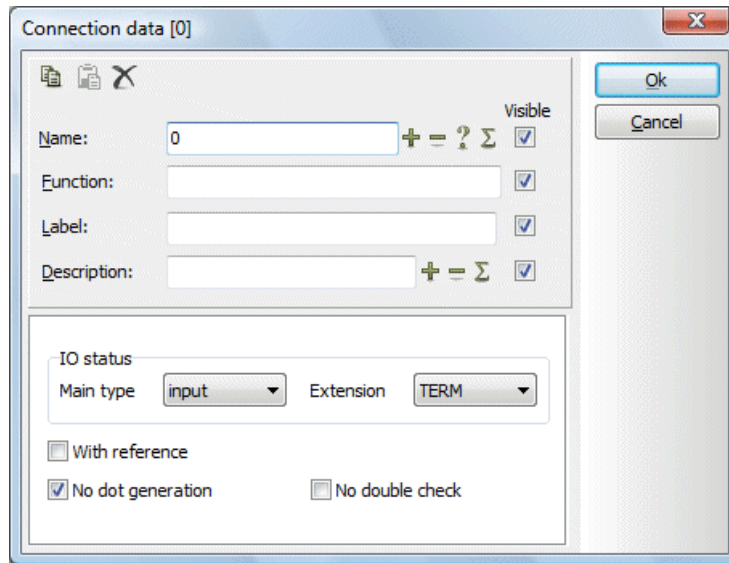 Connection data [0]
Visible
Name: 0
Function:
Label:
Description:
IO status
Main type input Extension TERM
With reference
No dot generation No double check
Ok
Cancel